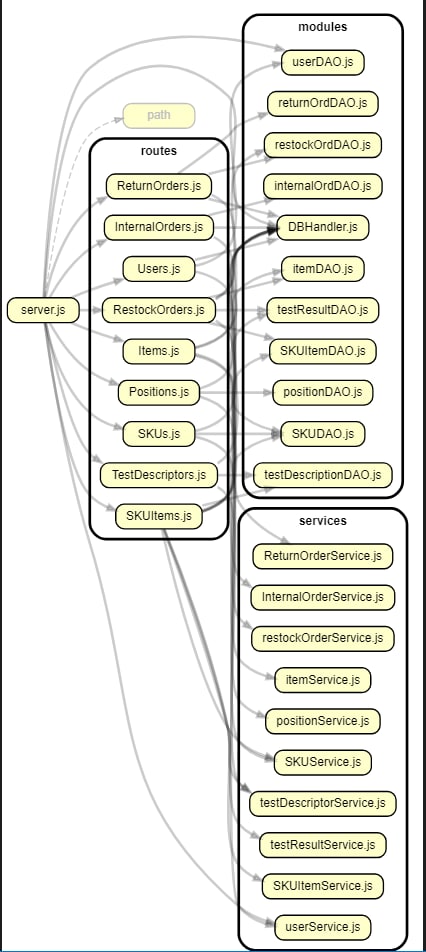 modules
userDAO.js
returnOrdDAO.js
restockOrdDAO.js
internalOrdDAO.js
DBHandler.js
itemDAO.js
testResultDAO.js
SKUItemDAO.js
positionDAO.js
SKUDAO.js
testDescriptionDAO.js
path
routes
ReturnOrders.js
InternalOrders.js
Users.js
RestockOrders.js
Items.js
Positions.js
SKUs.js
TestDescriptors.js
SKUItems.js
server.js
services
ReturnOrderService.js
InternalOrderService.js
restockOrderService.js
itemService.js
positionService.js
SKUService.js
testDescriptorService.js
testResultService.js
SKUItemService.js
userService.js